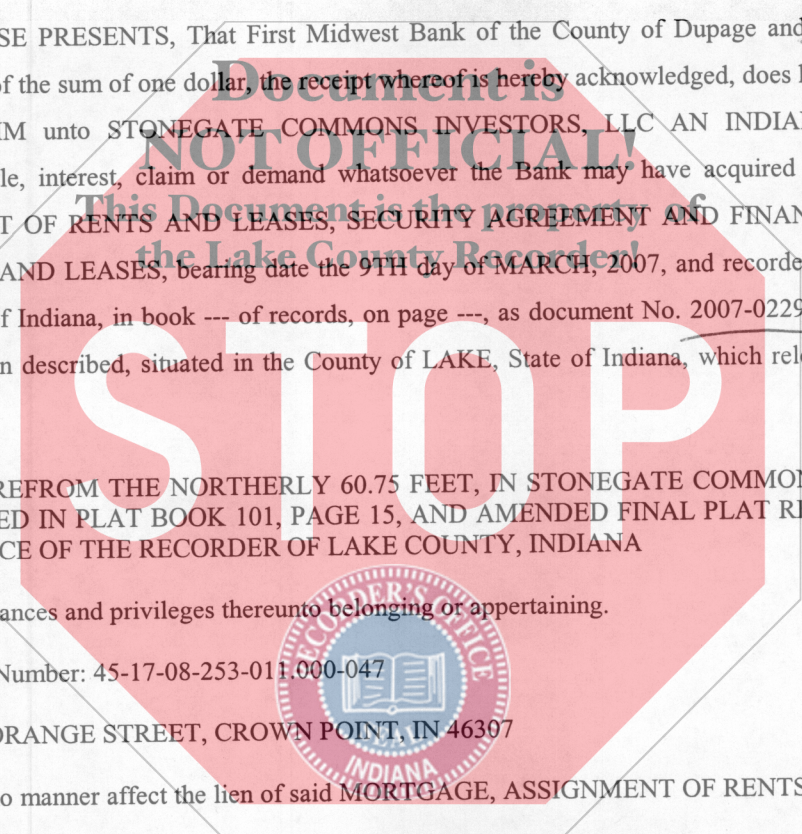 SE PRESENTS, That First Midwest Bank of the County of Dupage and
of the sum of one dollar, the receipt whereof is hereby acknowledged, does
IM unto STONEGATE COMMONS INVESTORS, LLC AN INDIA
le, interest, claim or demand whatsoever the Bank may have acquired
T OF RENTS AND LEASES, SECURITY AGREEMENT AND FINAN
AND LEASES, bearing date the 9TH day of MARCH, 2007, and recorde
f Indiana, in book --- of records, on page ---, as document No. 2007-0229
n described, situated in the County of LAKE, State of Indiana, which rel
REFROM THE NORTHERLY 60.75 FEET, IN STONEGATE COMMON
ED IN PLAT BOOK 101, PAGE 15, AND AMENDED FINAL PLAT RE
CE OF THE RECORDER OF LAKE COUNTY, INDIANA
ances and privileges thereunto belonging or appertaining.
Number: 45-17-08-253-011.000-047
ORANGE STREET, CROWN POINT, IN 46307
o manner affect the lien of said MORTGAGE, ASSIGNMENT OF RENTS
Document is
NOT OFFICIAL!
This Document is the property of
the Lake County Recorder!
STOP
RECORDER'S OFFICE
SEAL
INDIANA